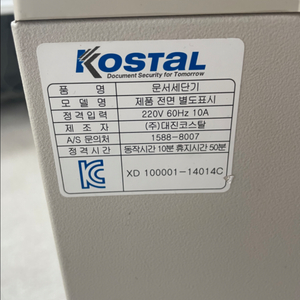 KOSTAL
Document Security for Tomorrow
품 명 문서세단기
모 델 명 제품 전면 별도표시
정 격 입 력 220V 60Hz 10A
제 조 자 (주)대진코스탈
A/S 문의처 1588-8007
정 격 시 간 동작시간 10분 휴지시간 50분
KC XD 100001-14014C